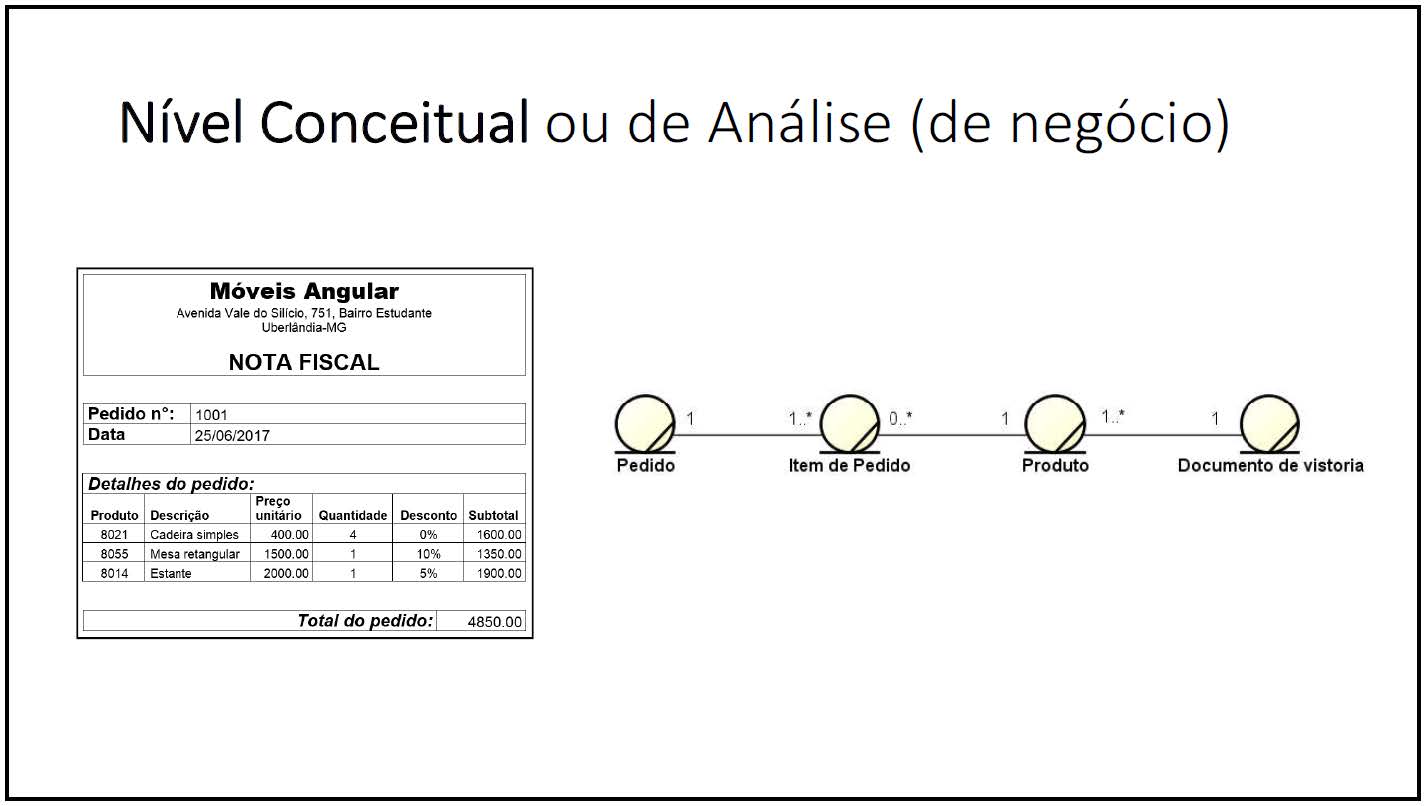 Nível Conceitual ou de Análise (de negócio)
Móveis Angular
Avenida Vale do Silício, 751, Bairro Estudante
Uberlândia-MG
NOTA FISCAL
Pedido n°: 1001
Data 25/06/2017
Detalhes do pedido:
Produto Descrição Preço unitário Quantidade Desconto Subtotal
8021 Cadeira simples 400.00 4 0% 1600.00
8055 Mesa retangular 1500.00 1 10% 1350.00
8014 Estante 2000.00 1 5% 1900.00
Total do pedido: 4850.00
1 1..* 0..* 1 1..* 1
Pedido Item de Pedido Produto Documento de vistoria